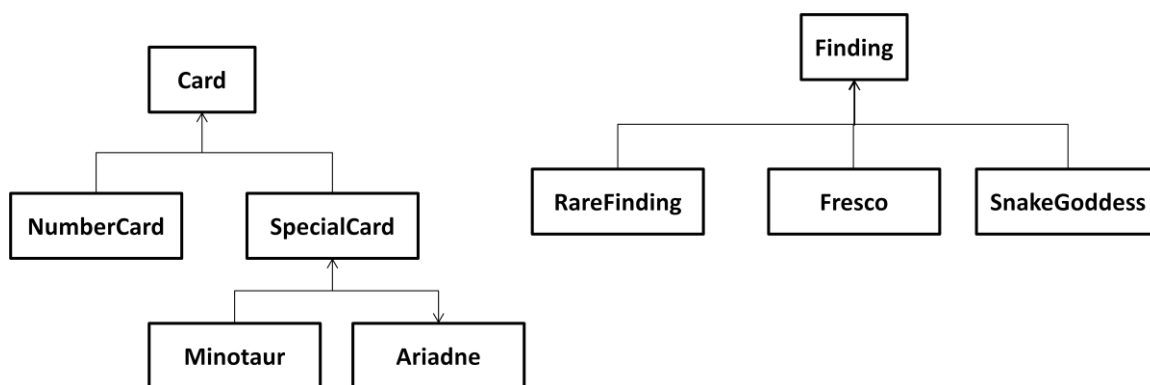 Finding
Card
RareFinding
Fresco
SnakeGoddess
NumberCard
SpecialCard
Minotaur
Ariadne